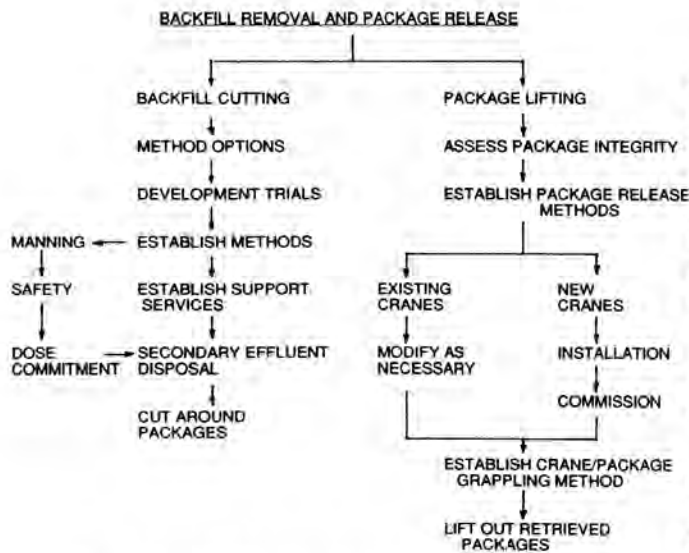 BACKFILL REMOVAL AND PACKAGE RELEASE
BACKFILL CUTTING
METHOD OPTIONS
DEVELOPMENT TRIALS
ESTABLISH METHODS
MANNING
SAFETY
DOSE
COMMITMENT
ESTABLISH SUPPORT
SERVICES
SECONDARY EFFLUENT
DISPOSAL
CUT AROUND
PACKAGES
PACKAGE LIFTING
ASSESS PACKAGE INTEGRITY
ESTABLISH PACKAGE RELEASE
METHODS
EXISTING
CRANES
MODIFY AS
NECESSARY
NEW
CRANES
INSTALLATION
COMMISSION
ESTABLISH CRANE/PACKAGE
GRAPPLING METHOD
LIFT OUT RETRIEVED
PACKAGES